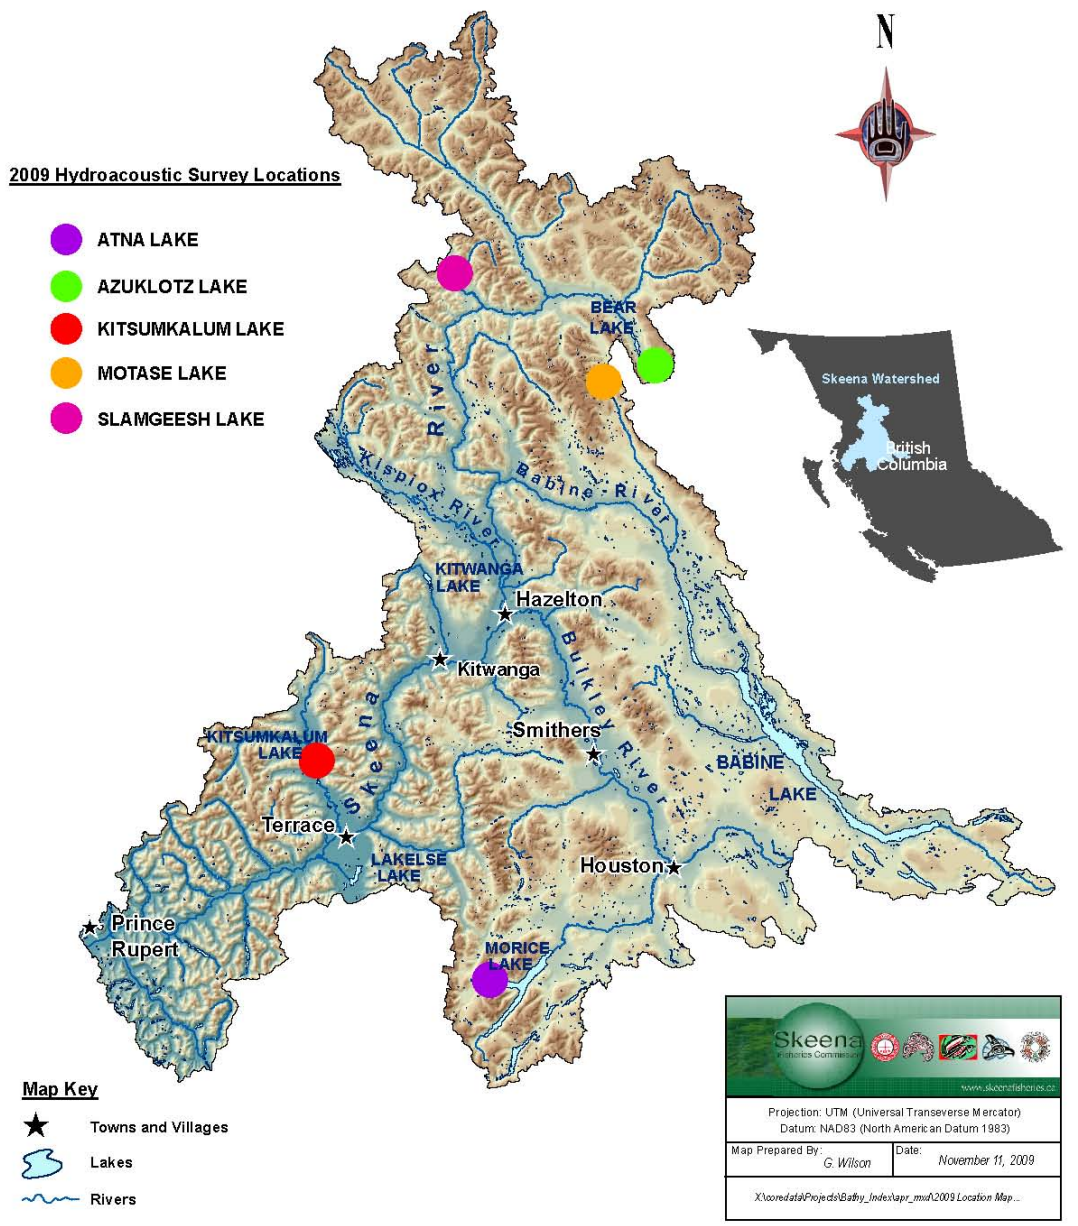 N
2009 Hydroacoustic Survey Locations
ATNA LAKE
AZUKLOTZ LAKE
KITSUMKALUM LAKE
MOTASE LAKE
SLAMGEESH LAKE
BEAR
LAKE
River
Skeena Watershed
British
Columbia
Kispiox River
Babine River
KITWANGA
LAKE
Hazelton
Kitwanga
Bulkley River
Skeena
Smithers
KITSUMKALUM
LAKE
BABINE
LAKE
Terrace
LAKELSE
LAKE
Houston
Prince
Rupert
MORICE
LAKE
Map Key
Towns and Villages
Lakes
Rivers
Skeena
Fisheries Commission
www.skeenafisheries.ca
Projection: UTM (Universal Transeverse Mercator)
Datum: NAD83 (North American Datum 1983)
Map Prepared By:
G. Wilson
Date:
November 11, 2009
X:\coredata\Projects\Bathy_Index\apr_mxd\2009 Location Map...